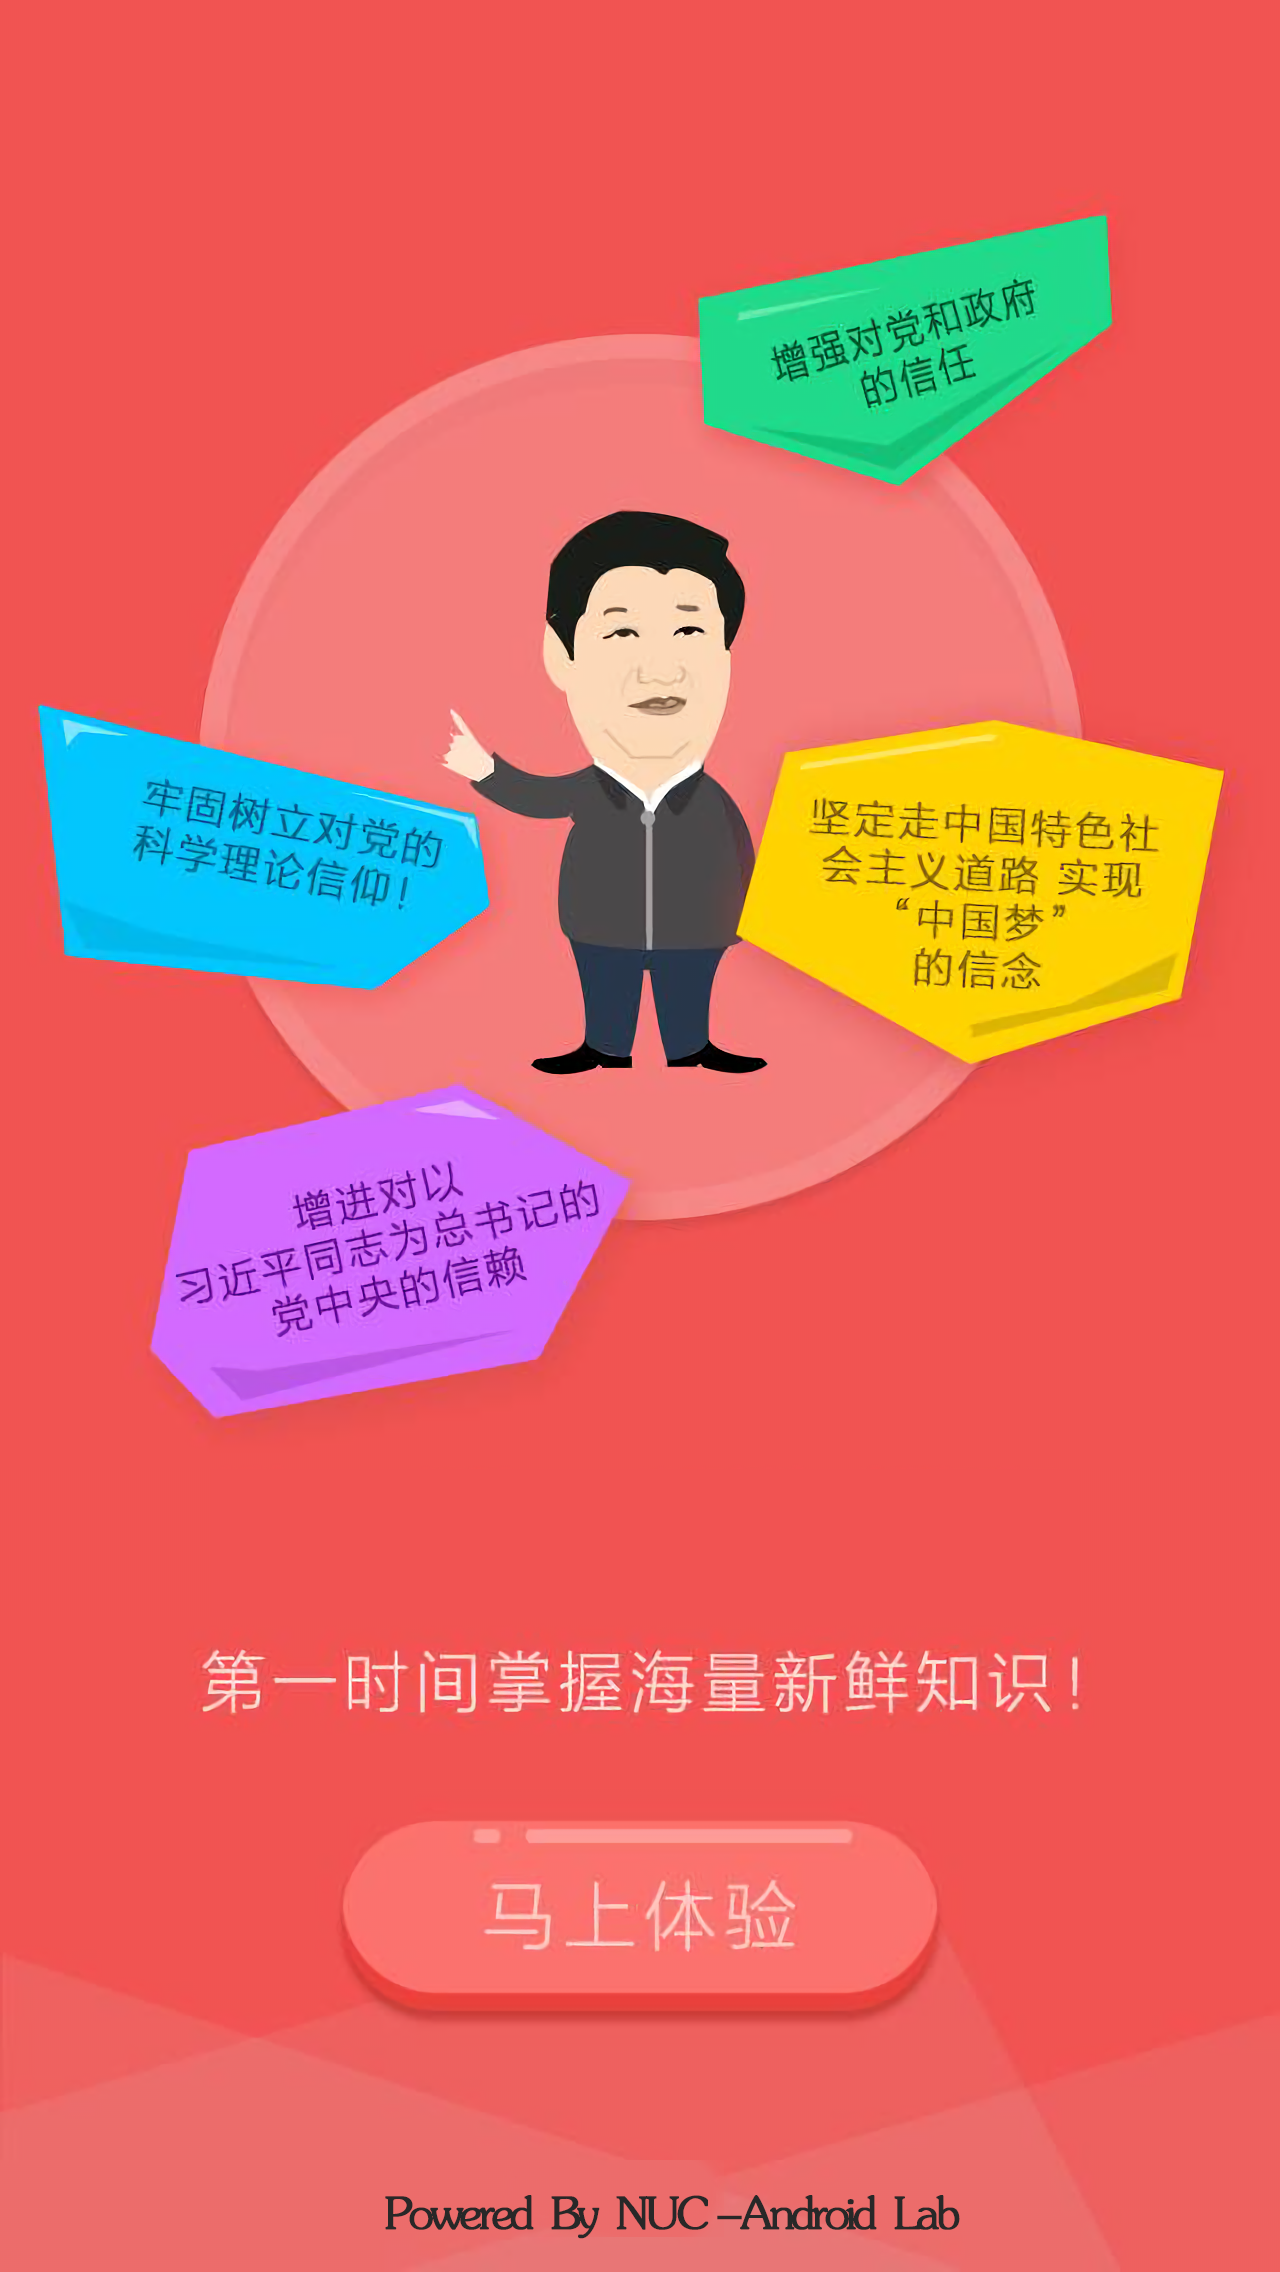 增强对党和政府
的信任
牢固树立对党的
科学理论信仰！
坚定走中国特色社
会主义道路 实现
“中国梦”
的信念
增进对以
习近平同志为总书记的
党中央的信赖
第一时间掌握海量新鲜知识！
马上体验
Powered By NUC-Android Lab